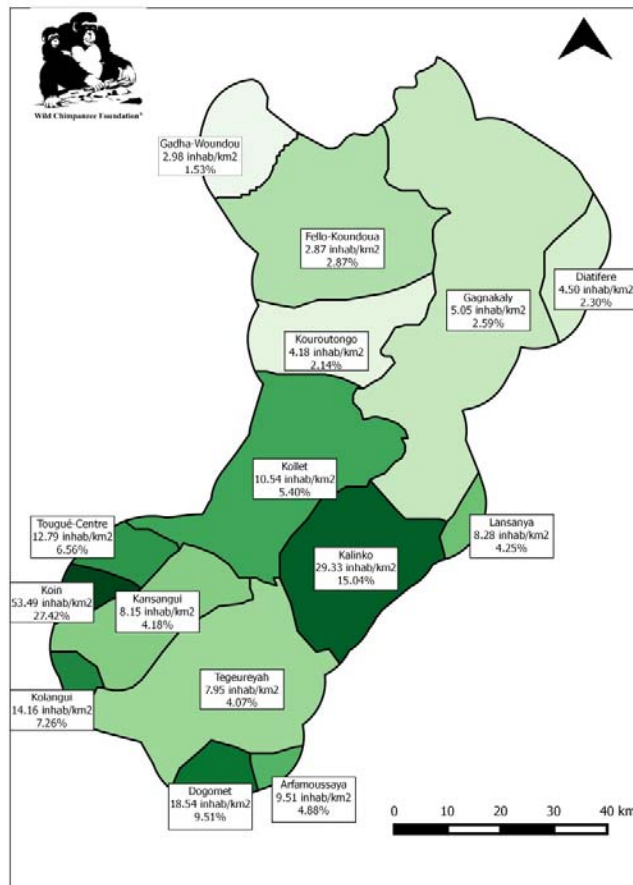 Wild Chimpanzee Foundation®
Gadha-Woundou
2.98 inhab/km2
1.53%
Fello-Koundoua
2.87 inhab/km2
2.87%
Diatifere
4.50 inhab/km2
2.30%
Gagnakaly
5.05 inhab/km2
2.59%
Kouroutongo
4.18 inhab/km2
2.14%
Kollet
10.54 inhab/km2
5.40%
Lansanya
8.28 inhab/km2
4.25%
Tougué-Centre
12.79 inhab/km2
6.56%
Kalinko
29.33 inhab/km2
15.04%
Koin
53.49 inhab/km2
27.42%
Kansangui
8.15 inhab/km2
4.18%
Tegeureyah
7.95 inhab/km2
4.07%
Kolangui
14.16 inhab/km2
7.26%
Dogomet
18.54 inhab/km2
9.51%
Arfamoussaya
9.51 inhab/km2
4.88%
0 10 20 30 40 km